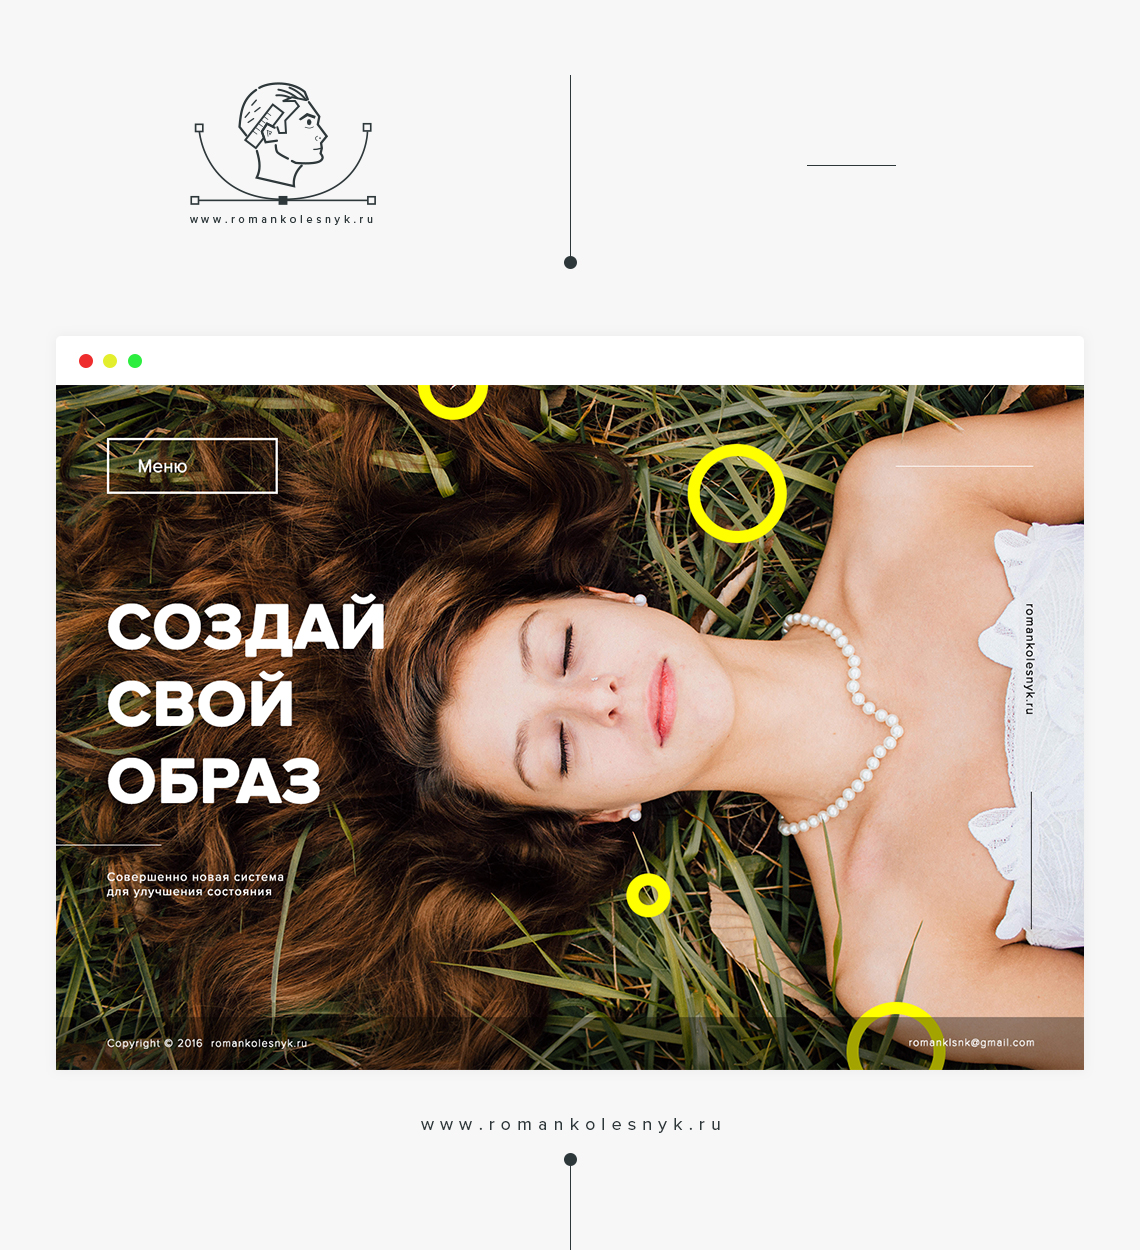 www.romankolesnyk.ru
Меню
СОЗДАЙ
СВОЙ
ОБРАЗ
romankolesnyk.ru
Совершенно новая система
для улучшения состояния
Copyright © 2016 romankolesnyk.ru
romanklsnk@gmail.com
www.romankolesnyk.ru